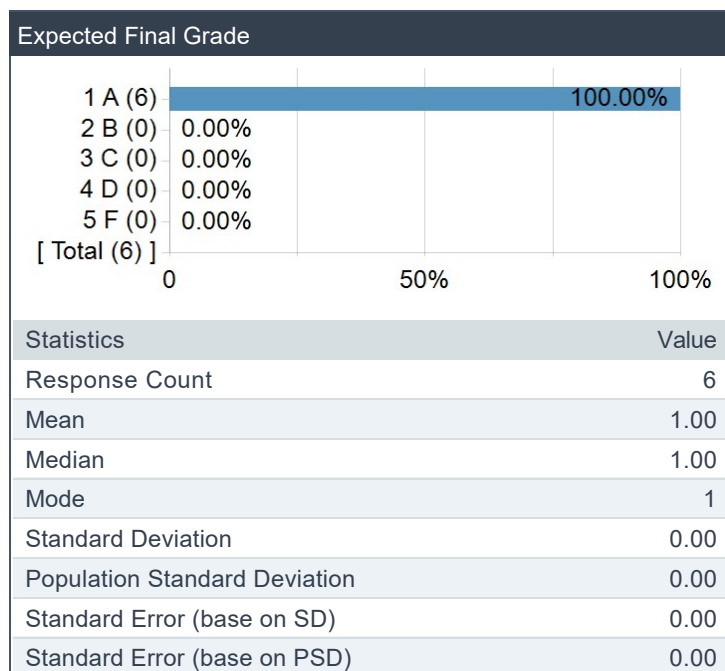 Expected Final Grade
1 A (6) 100.00%
2 B (0) 0.00%
3 C (0) 0.00%
4 D (0) 0.00%
5 F (0) 0.00%
[ Total (6) ]
0 50% 100%
Statistics Value
Response Count 6
Mean 1.00
Median 1.00
Mode 1
Standard Deviation 0.00
Population Standard Deviation 0.00
Standard Error (base on SD) 0.00
Standard Error (base on PSD) 0.00